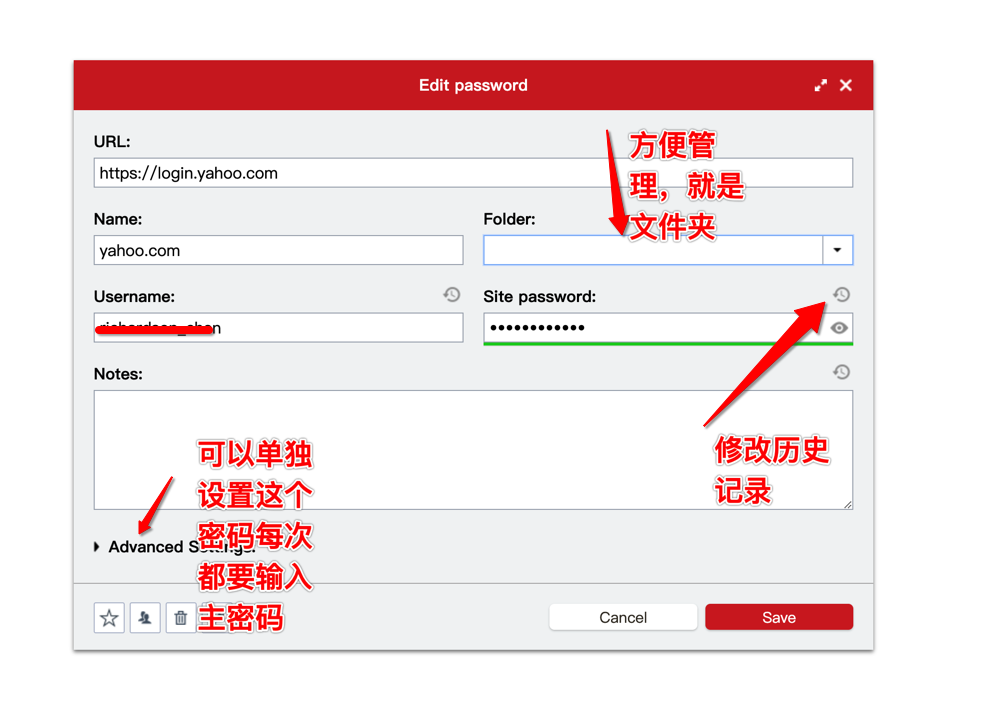 Edit password
URL:
方便管
https://login.yahoo.com
理，就是
Name:
Folder:
文件夹
yahoo.com
Username:
Site password:
••••••••••••
Notes:
修改历史
记录
可以单独
设置这个
密码每次
都要输入
主密码
Advanced Settings:
Cancel
Save